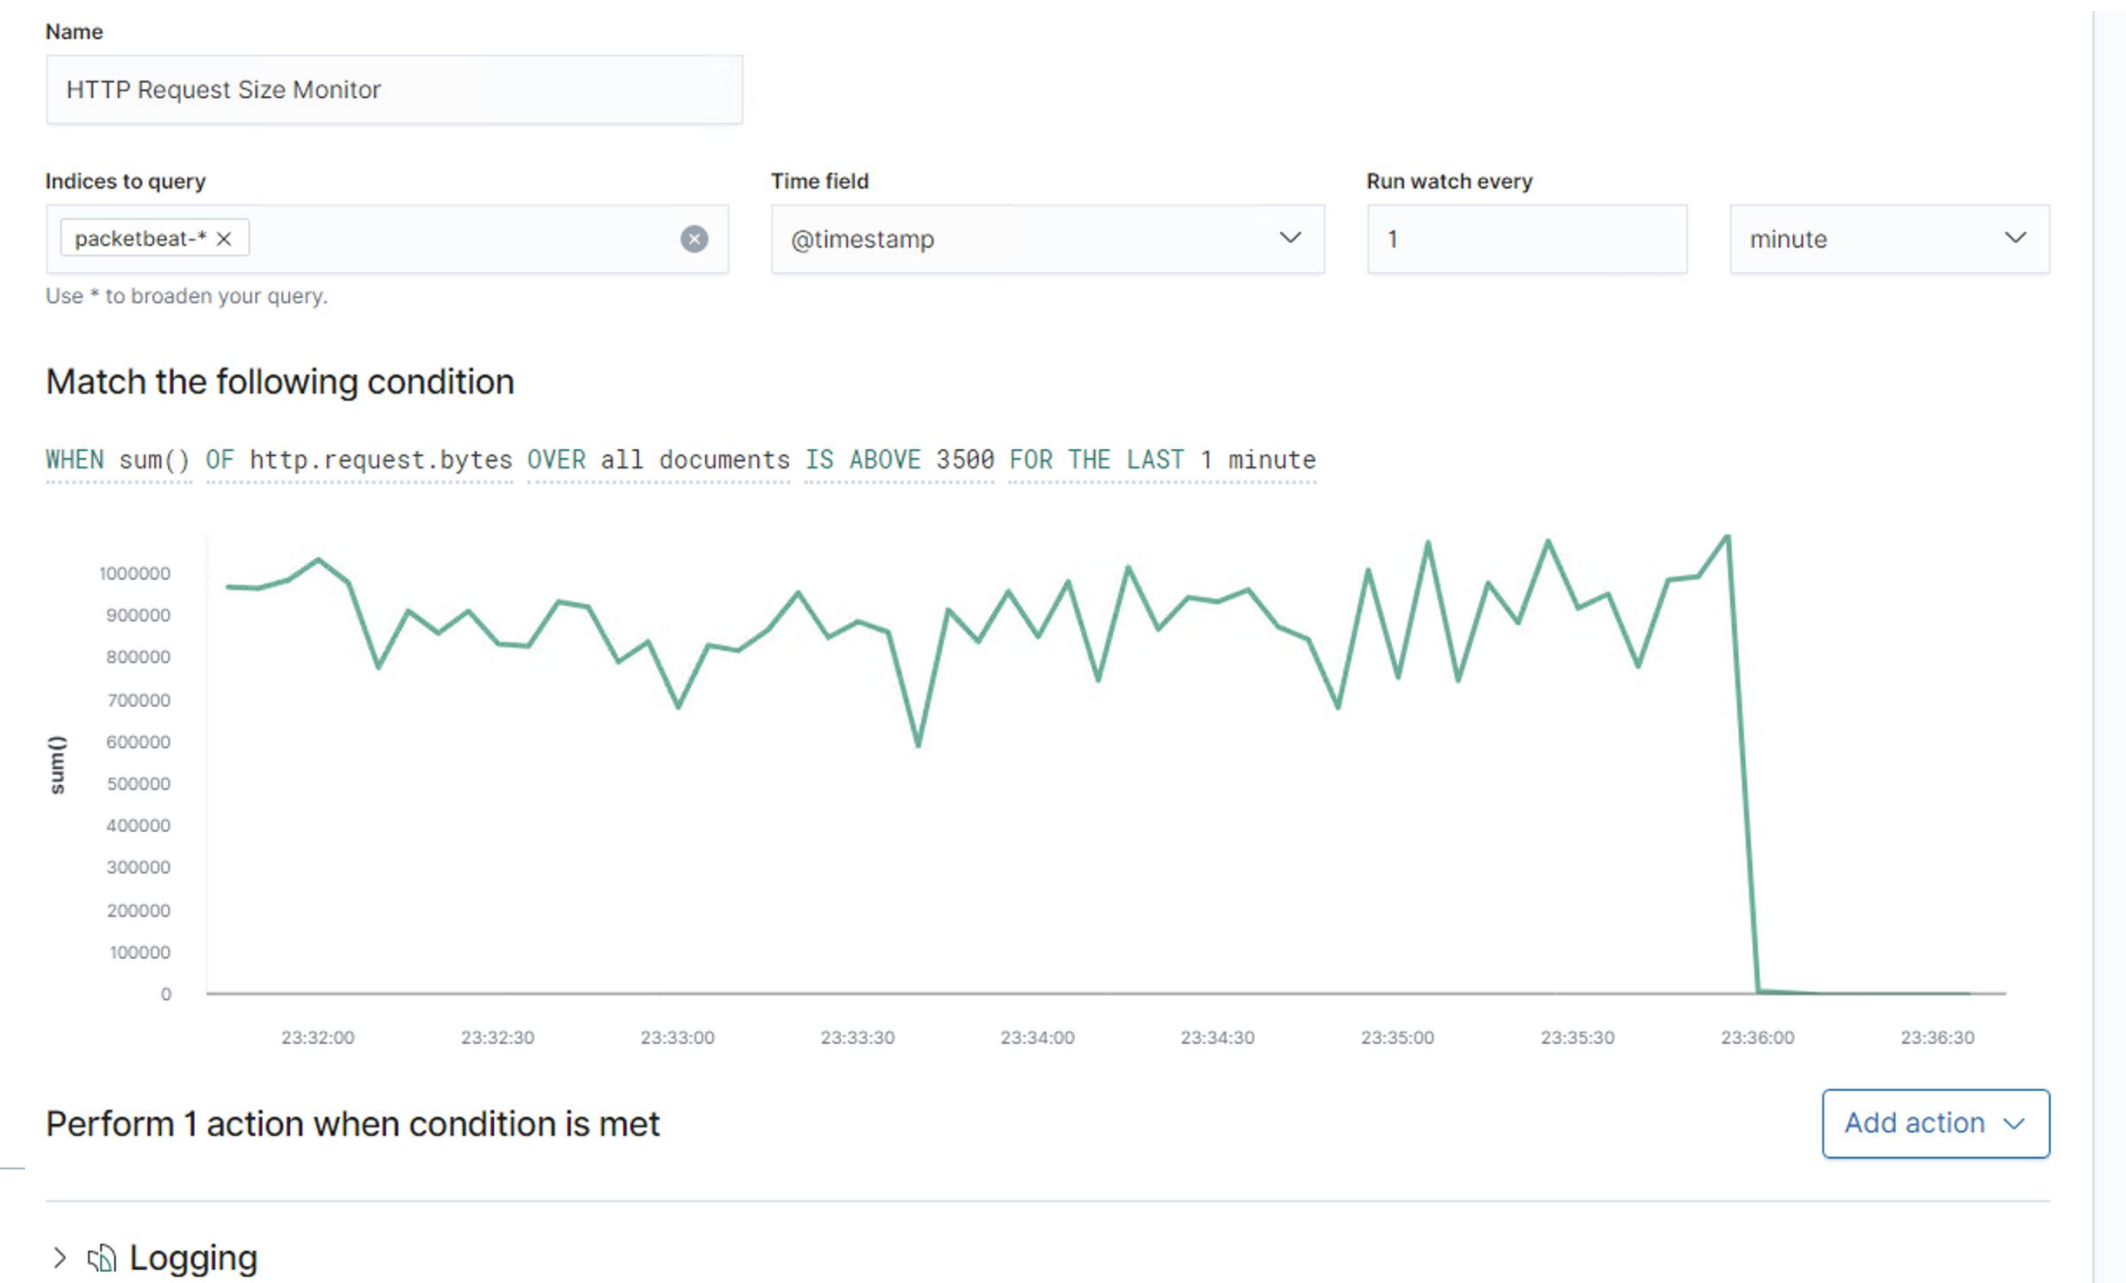 Name
HTTP Request Size Monitor
Indices to query Time field Run watch every
packetbeat-* @timestamp 1 minute
Use * to broaden your query.
Match the following condition
WHEN sum() OF http.request.bytes OVER all documents IS ABOVE 3500 FOR THE LAST 1 minute
sum()
1000000
900000
800000
700000
600000
500000
400000
300000
200000
100000
0
23:32:00 23:32:30 23:33:00 23:33:30 23:34:00 23:34:30 23:35:00 23:35:30 23:36:00 23:36:30
Perform 1 action when condition is met Add action
Logging